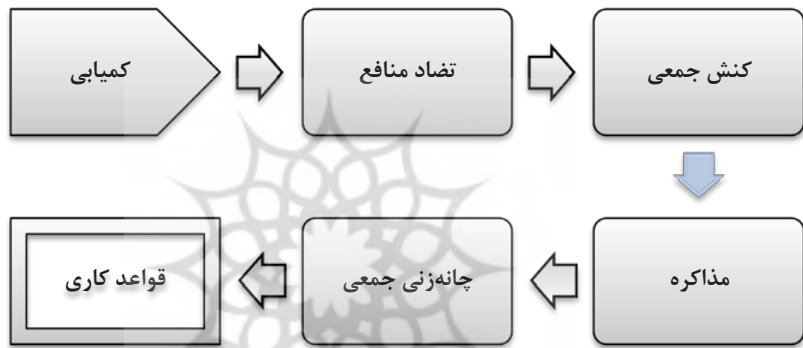 کمیابی
تضاد منافع
کنش جمعی
مذاکره
چانه‌زنی جمعی
قواعد کاری